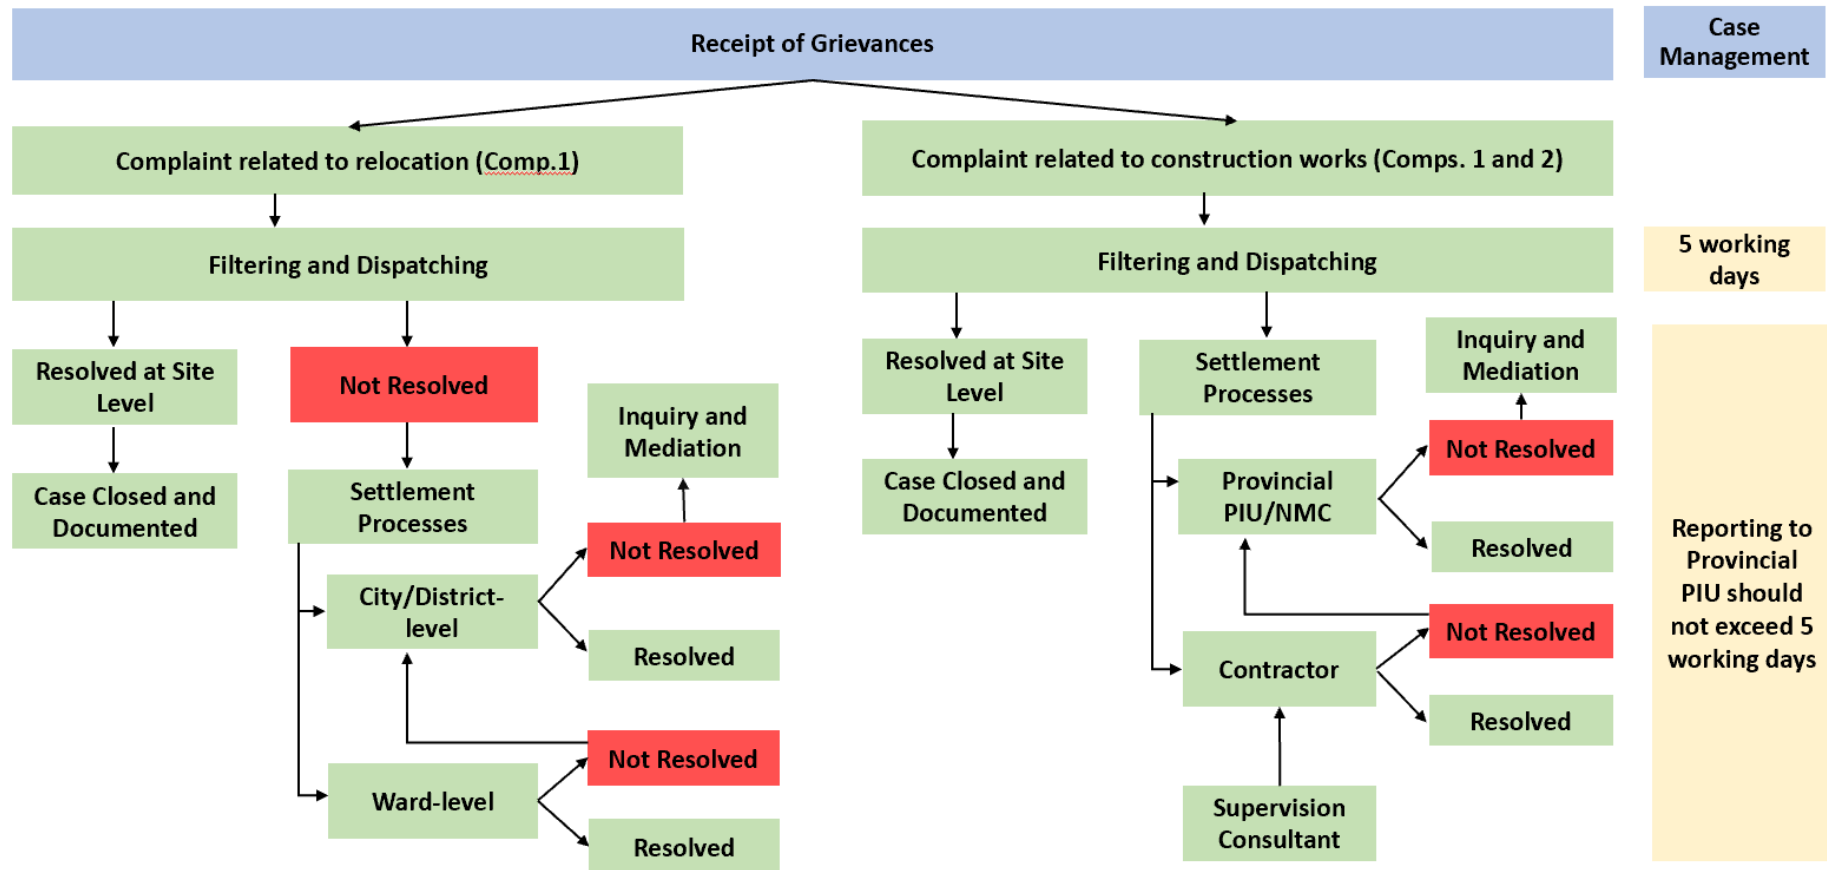 Receipt of Grievances
Case
Management
Complaint related to relocation (Comp.1)
Complaint related to construction works (Comps. 1 and 2)
Filtering and Dispatching
Filtering and Dispatching
5 working
days
Resolved at Site
Level
Not Resolved
Case Closed and
Documented
Settlement
Processes
Inquiry and
Mediation
City/District-
level
Not Resolved
Resolved
Ward-level
Not Resolved
Resolved
Resolved at Site
Level
Case Closed and
Documented
Settlement
Processes
Inquiry and
Mediation
Provincial
PIU/NMC
Not Resolved
Resolved
Contractor
Not Resolved
Resolved
Supervision
Consultant
Reporting to
Provincial
PIU should
not exceed 5
working days